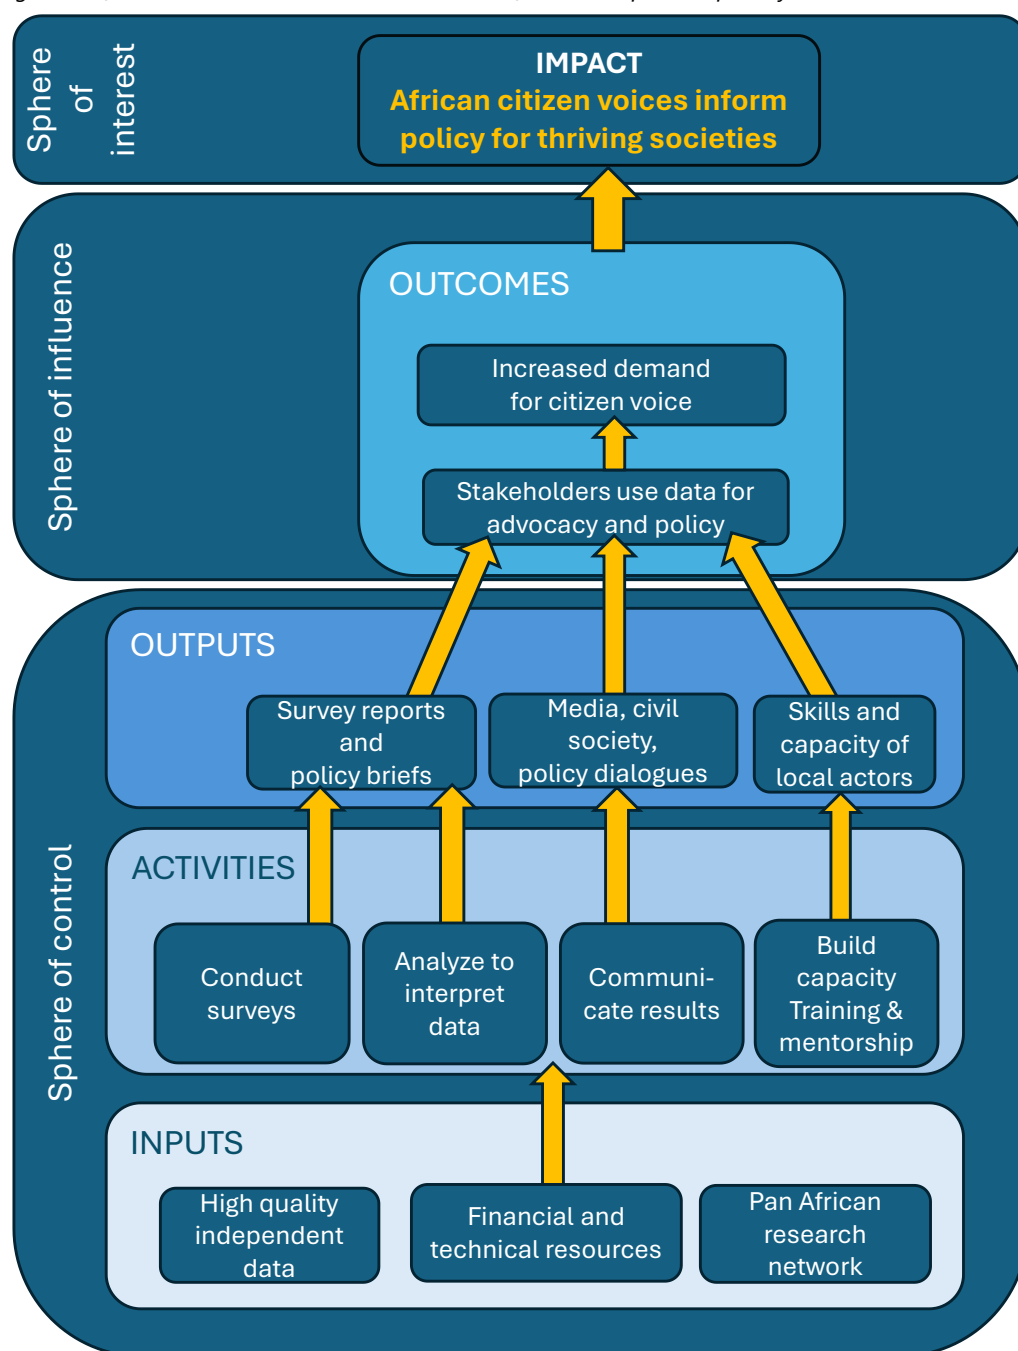 Sphere
of
interest
IMPACT
African citizen voices inform
policy for thriving societies
Sphere of influence
OUTCOMES
Increased demand
for citizen voice
Stakeholders use data for
advocacy and policy
Sphere of control
OUTPUTS
Survey reports
and
policy briefs
Media, civil
society,
policy dialogues
Skills and
capacity of
local actors
ACTIVITIES
Conduct
surveys
Analyze to
interpret
data
Communi-
cate results
Build
capacity
Training &
mentorship
INPUTS
High quality
independent
data
Financial and
technical resources
Pan African
research
network